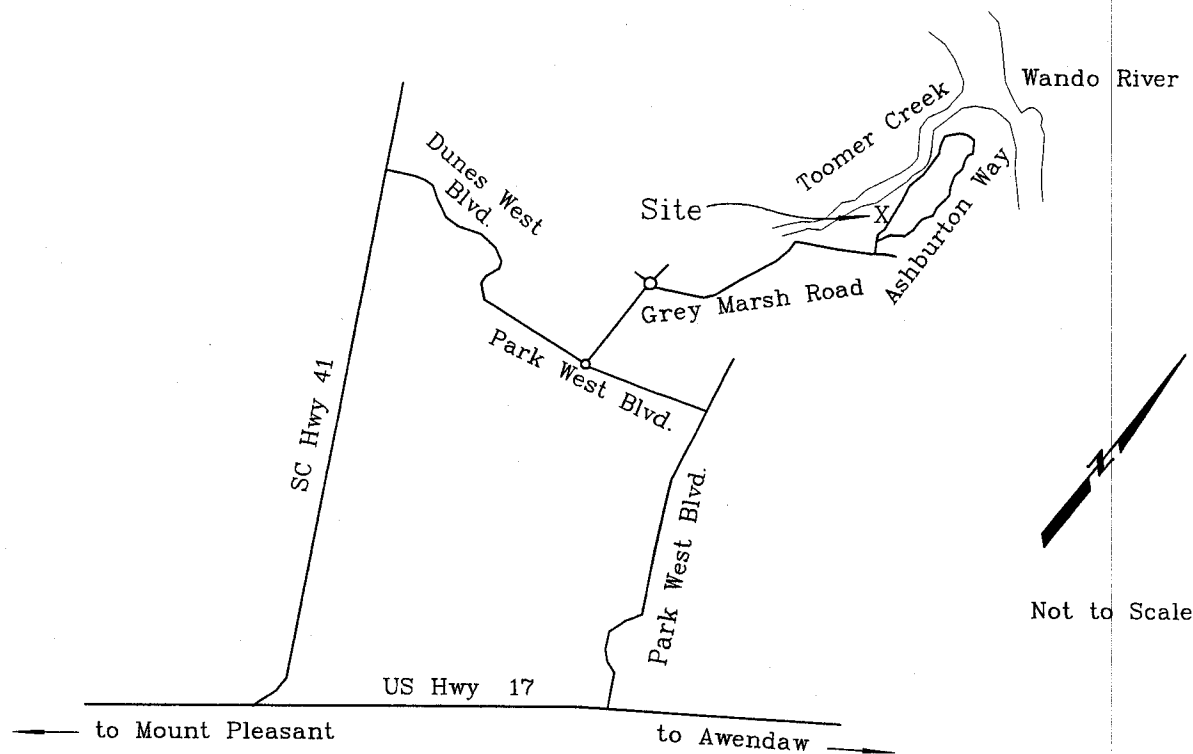 Wando River
Toomer Creek
Dunes West
Blvd.
Site
X
Ashburton Way
Grey Marsh Road
Park West Blvd.
SC Hwy 41
Park West Blvd.
N
Not to Scale
US Hwy 17
to Mount Pleasant
to Awendaw